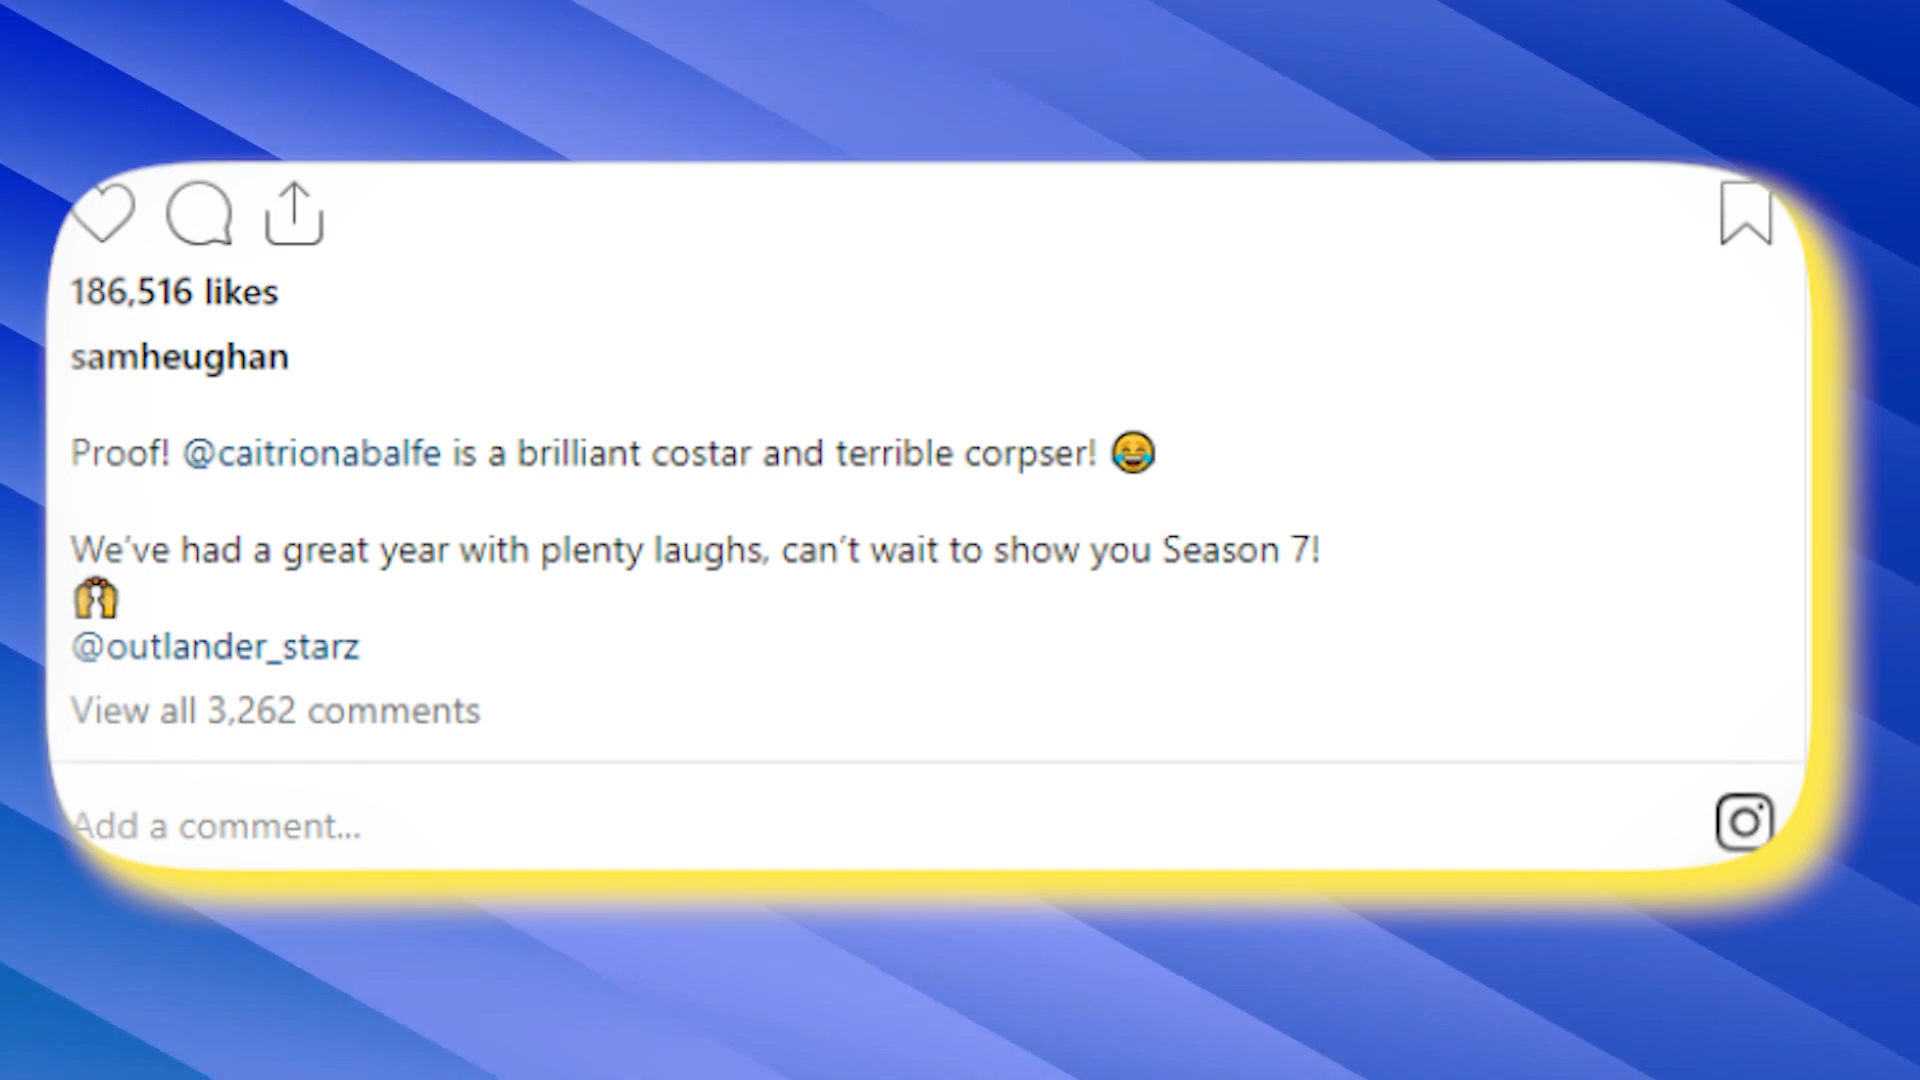 186,516 likes
samheughan
Proof! @caitrionabalfe is a brilliant costar and terrible corpser! 😂
We’ve had a great year with plenty laughs, can’t wait to show you Season 7!
🙌
@outlander_starz
View all 3,262 comments
Add a comment...